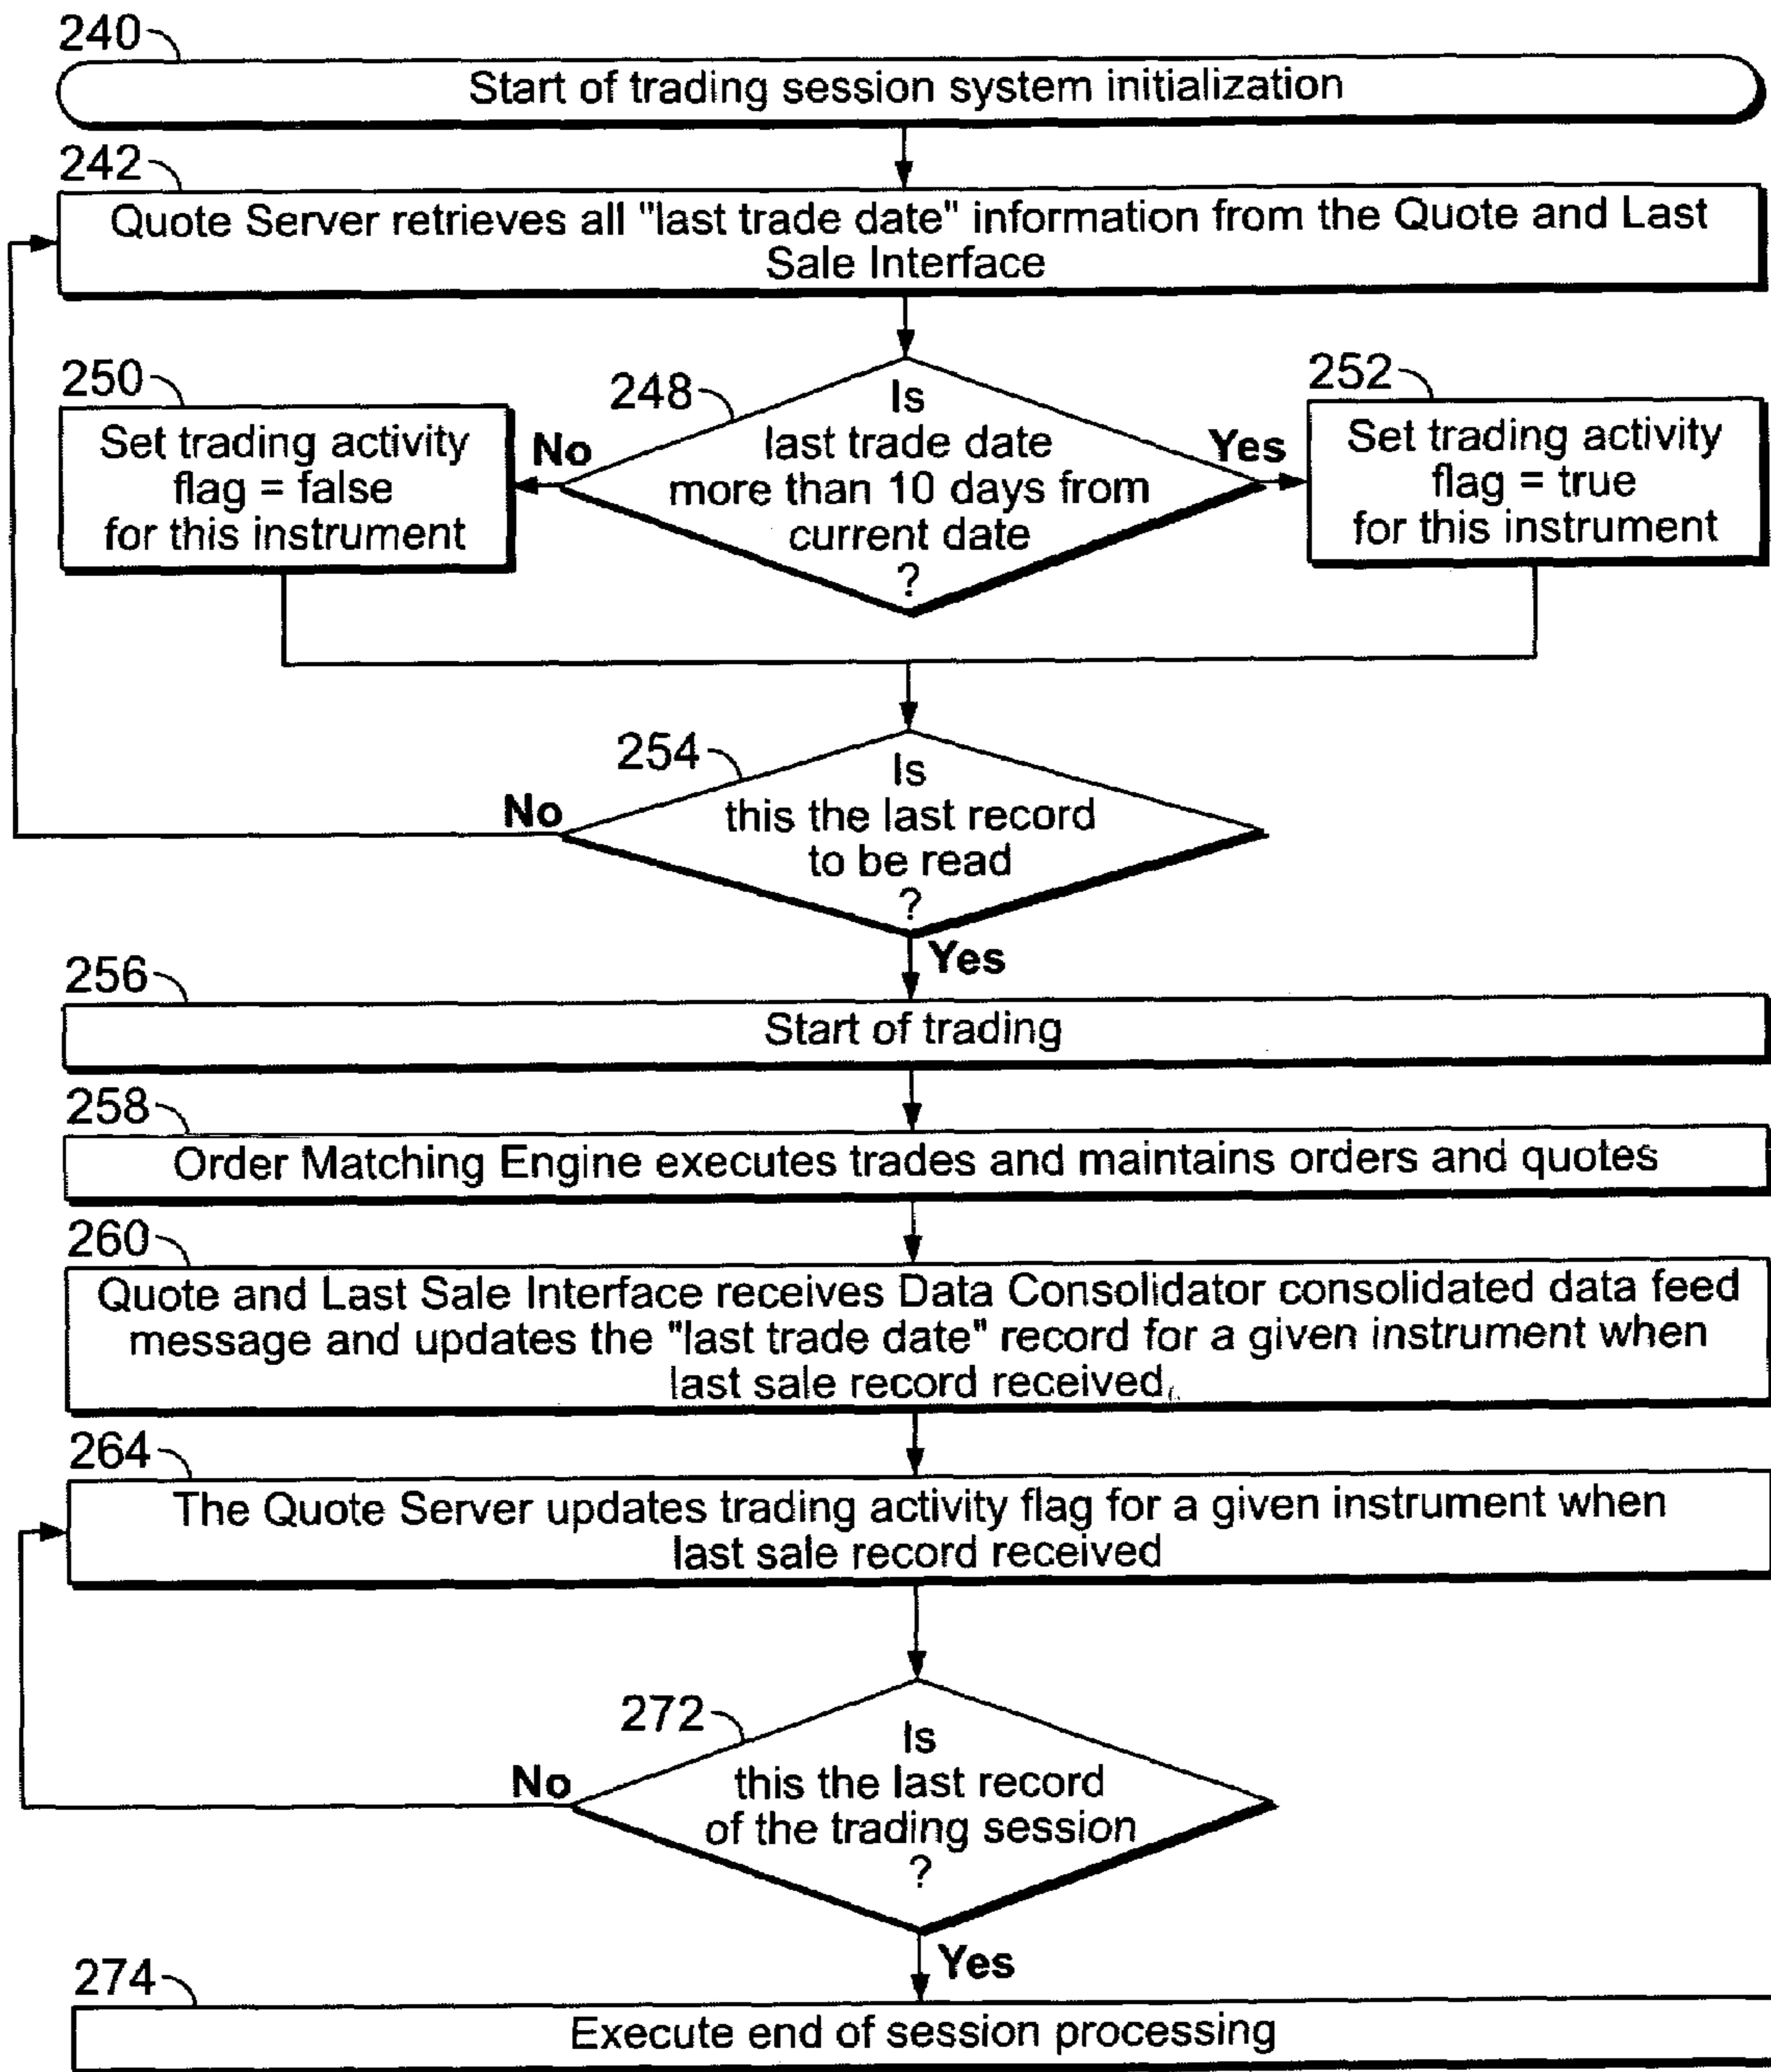 240
Start of trading session system initialization
242
Quote Server retrieves all "last trade date" information from the Quote and Last
Sale Interface
250
Set trading activity
flag = false
for this instrument
No
248
Is
last trade date
more than 10 days from
current date
?
Yes
252
Set trading activity
flag = true
for this instrument
254
Is
this the last record
to be read
?
No
Yes
256
Start of trading
258
Order Matching Engine executes trades and maintains orders and quotes
260
Quote and Last Sale Interface receives Data Consolidator consolidated data feed
message and updates the "last trade date" record for a given instrument when
last sale record received
264
The Quote Server updates trading activity flag for a given instrument when
last sale record received
272
Is
this the last record
of the trading session
?
No
Yes
274
Execute end of session processing